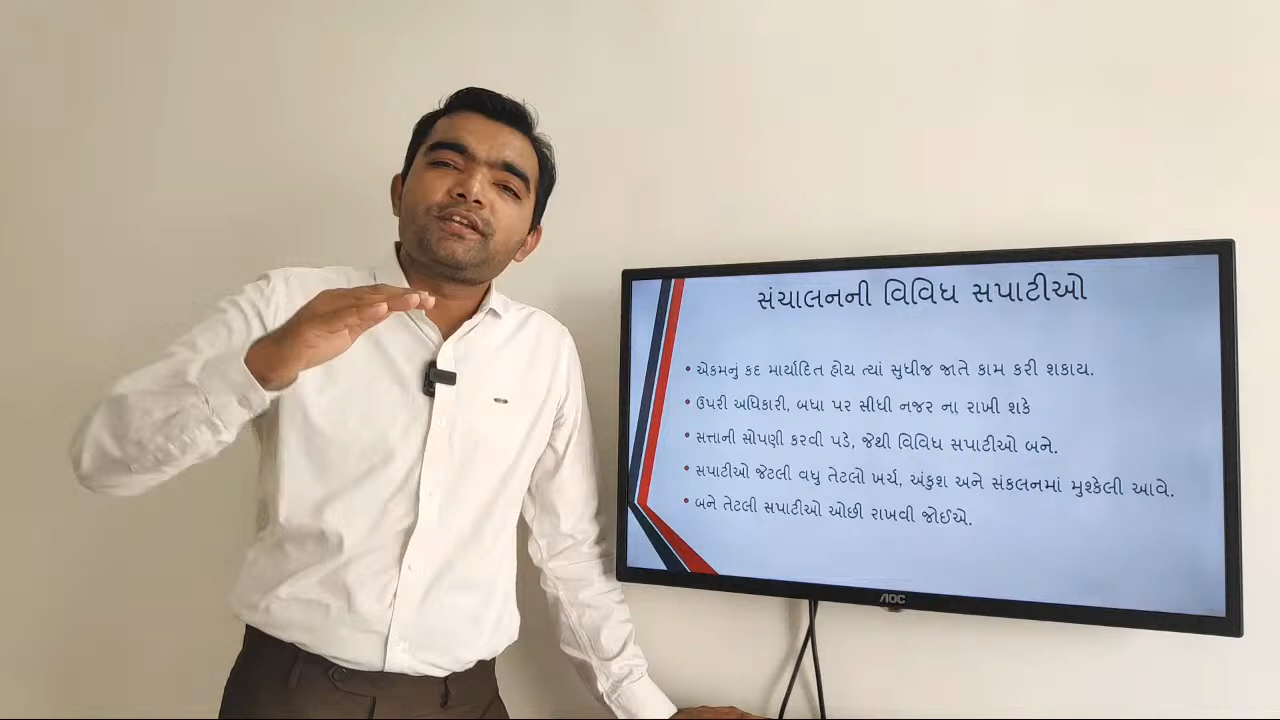 સંચાલનની વિવિધ સપાટીઓ
• એકમનું કદ માર્યાદિત હોય ત્યાં સુધીજ જાતે કામ કરી શકાય.
• ઉપરી અધિકારી, બધા પર સીધી નજર ના રાખી શકે
• સત્તાની સોપણી કરવી પડે, જેથી વિવિધ સપાટીઓ બને.
• સપાટીઓ જેટલી વધુ તેટલો ખર્ચ, અંકુશ અને સંકલનમાં મુશ્કેલી આવે.
• બને તેટલી સપાટીઓ ઓછી રાખવી જોઈએ.
AOC